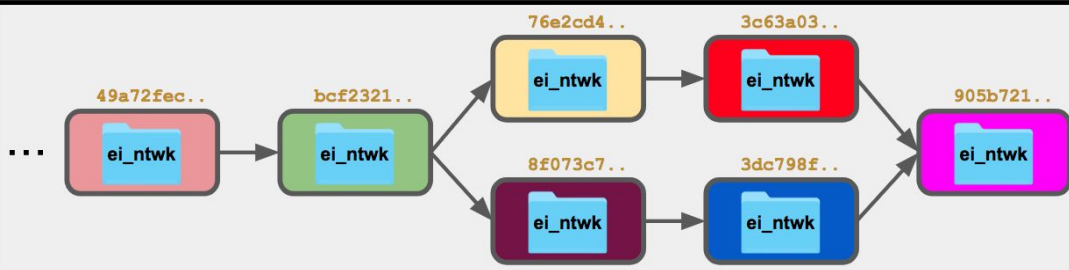 76e2cd4..
3c63a03..
ei_ntwk
ei_ntwk
49a72fec..
bcf2321..
905b721..
...
ei_ntwk
ei_ntwk
ei_ntwk
8f073c7..
3dc798f..
ei_ntwk
ei_ntwk